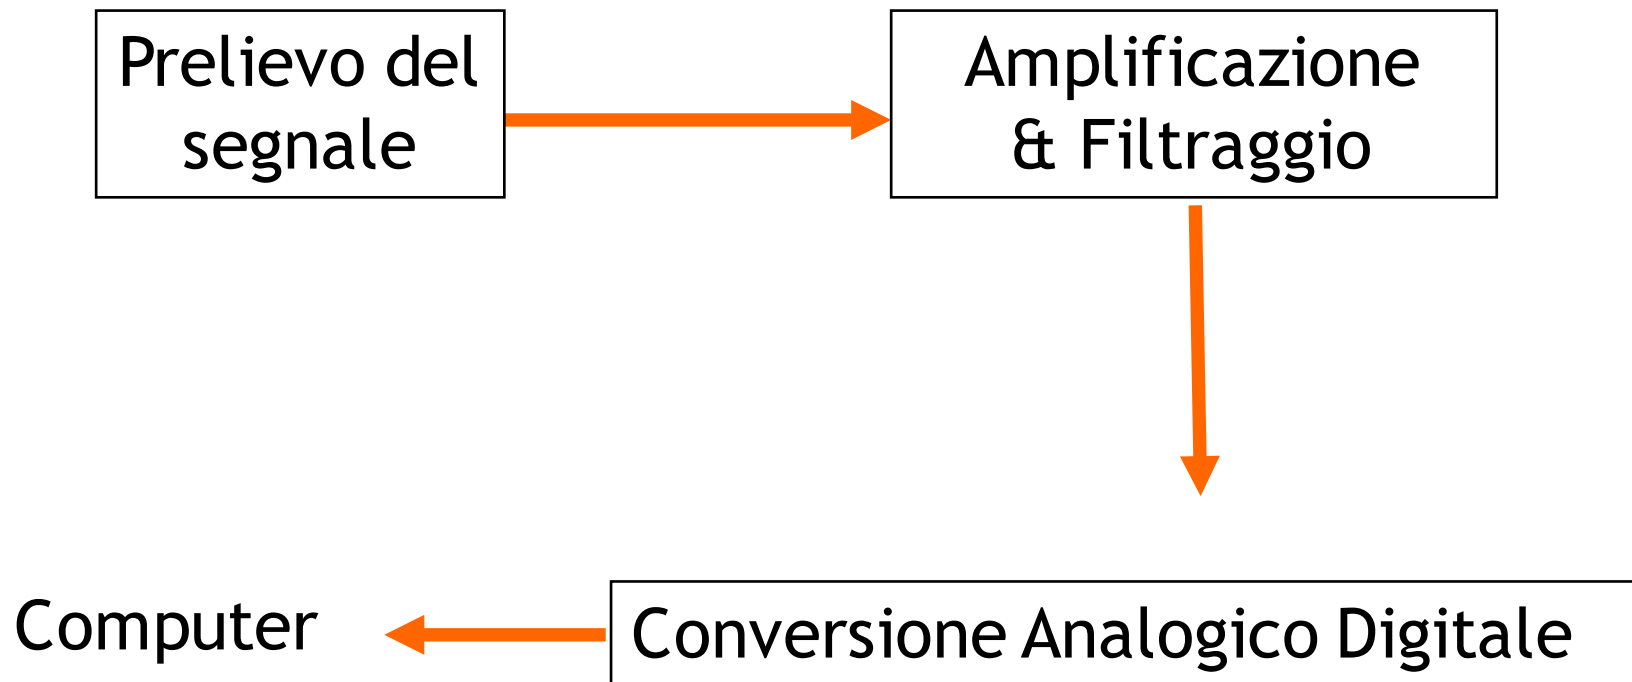 Prelievo del
segnale
Amplificazione
& Filtraggio
Conversione Analogico Digitale
Computer